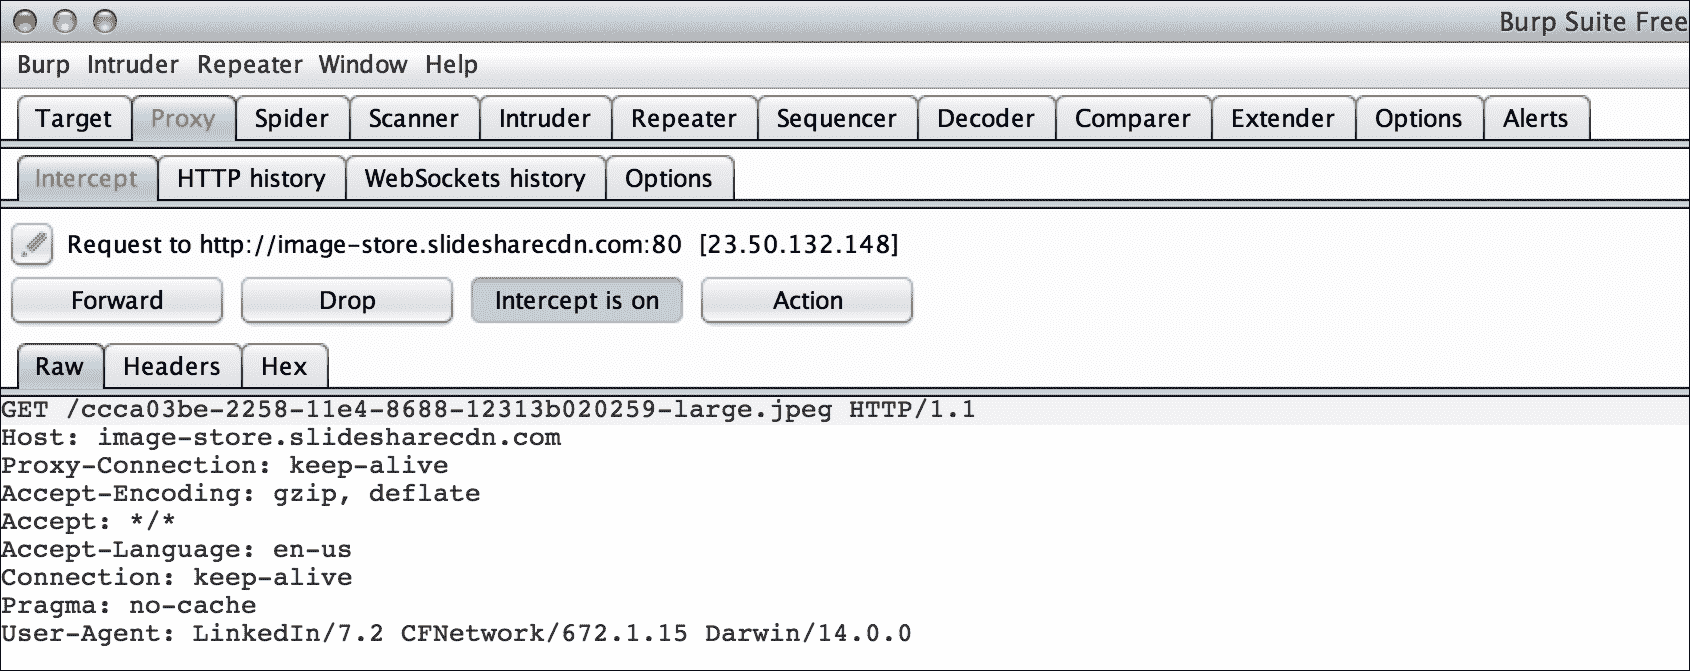 Burp Suite Free
Burp Intruder Repeater Window Help
Target Proxy Spider Scanner Intruder Repeater Sequencer Decoder Comparer Extender Options Alerts
Intercept HTTP history WebSockets history Options
Request to http://image-store.slidesharecdn.com:80 [23.50.132.148]
Forward Drop Intercept is on Action
Raw Headers Hex
GET /ccca03be-2258-11e4-8688-12313b020259-large.jpeg HTTP/1.1
Host: image-store.slidesharecdn.com
Proxy-Connection: keep-alive
Accept-Encoding: gzip, deflate
Accept: */*
Accept-Language: en-us
Connection: keep-alive
Pragma: no-cache
User-Agent: LinkedIn/7.2 CFNetwork/672.1.15 Darwin/14.0.0